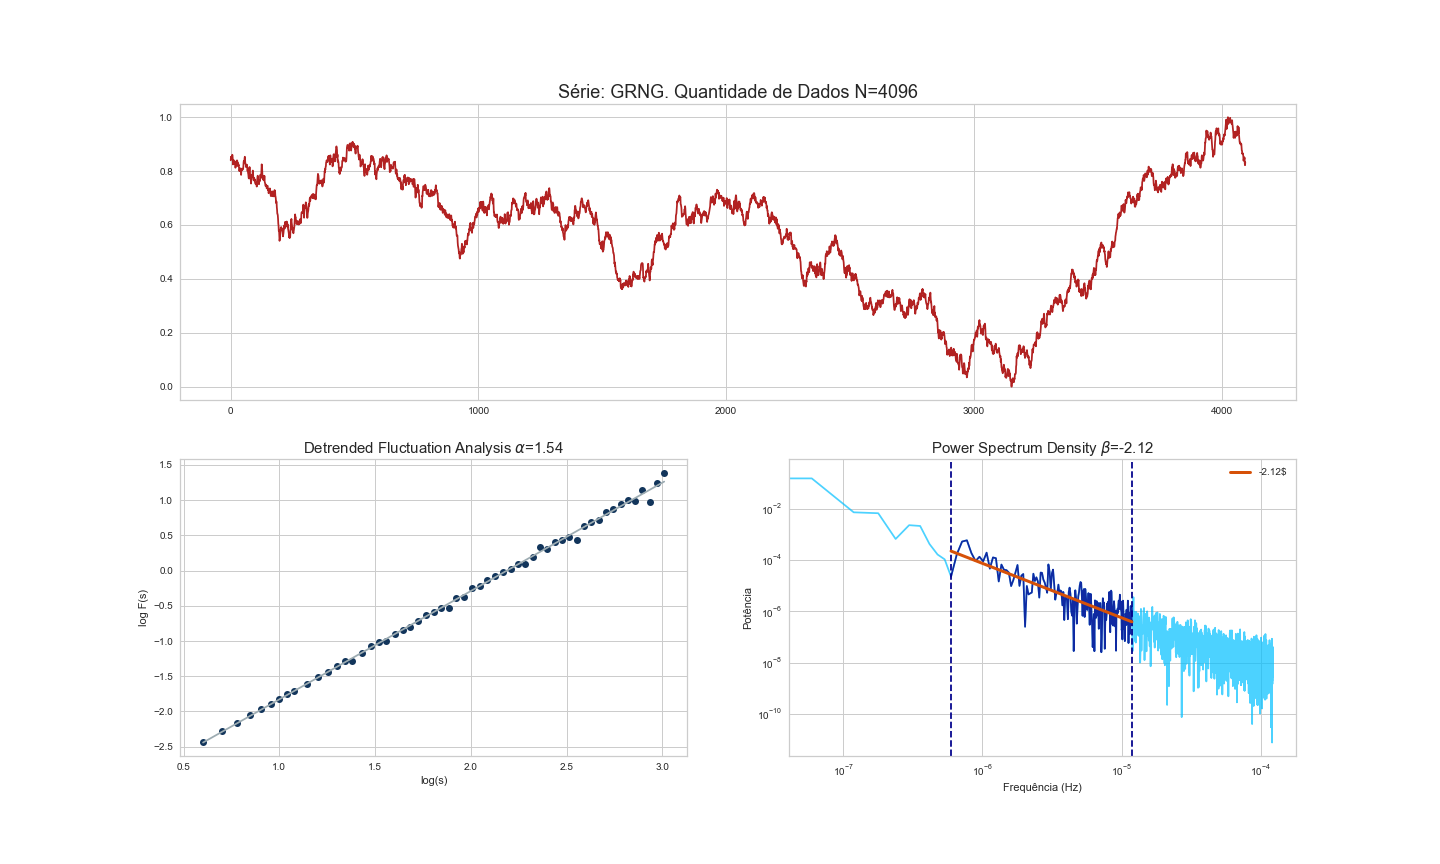 Série: GRNG. Quantidade de Dados N=4096
1.0
0.8
0.6
0.4
0.2
0.0
0 1000 2000 3000 4000
Detrended Fluctuation Analysis α=1.54
log F(s)
1.5
1.0
0.5
0.0
−0.5
−1.0
−1.5
−2.0
−2.5
0.5 1.0 1.5 2.0 2.5 3.0
log(s)
Power Spectrum Density β=-2.12
-2.12$
Potência
10⁻²
10⁻⁴
10⁻⁶
10⁻⁸
10⁻¹⁰
10⁻⁷ 10⁻⁶ 10⁻⁵ 10⁻⁴
Frequência (Hz)